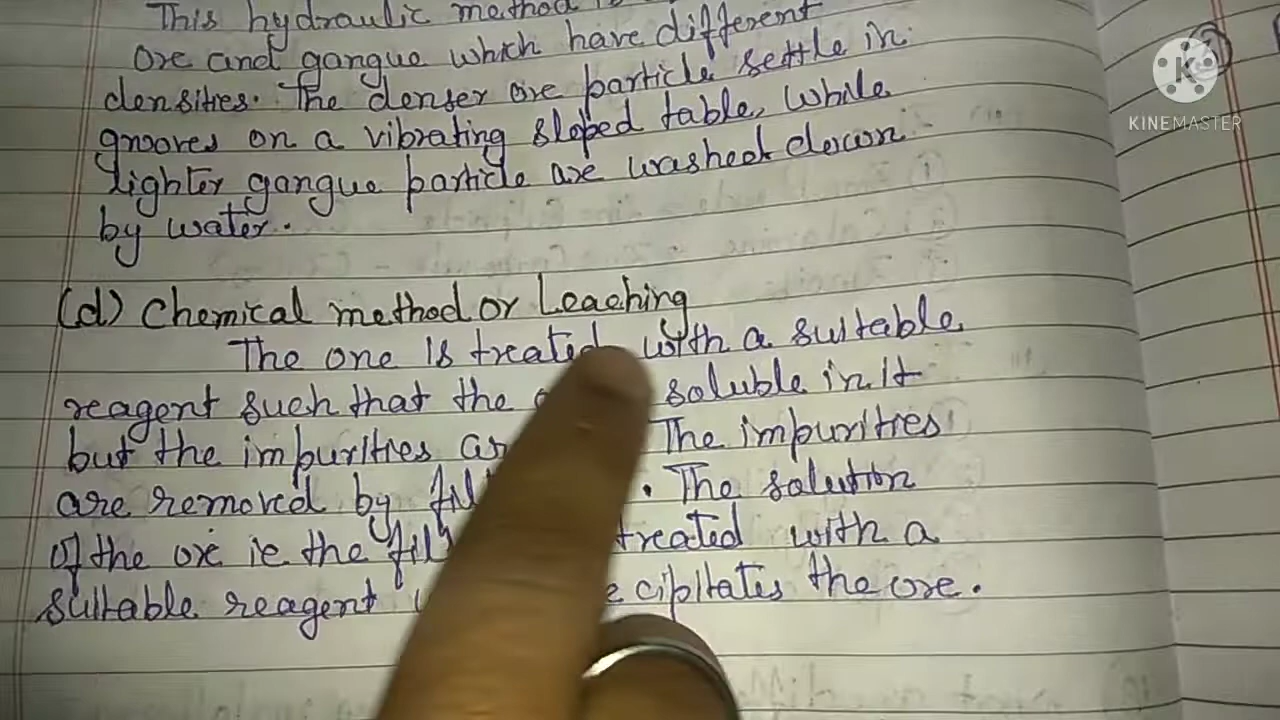 This hydraulic method
ore and gangue which have different
densities. The denser ore particle settle in
grooves on a vibrating sloped table, while
lighter gangue particle are washed down
by water.
(d) Chemical method or Leaching
The ore is treated with a suitable
reagent such that the soluble in it
but the impurities The impurities
are removed by . The solution
of the ore ie the treated with a
suitable reagent the ore.
K
KINEMASTER